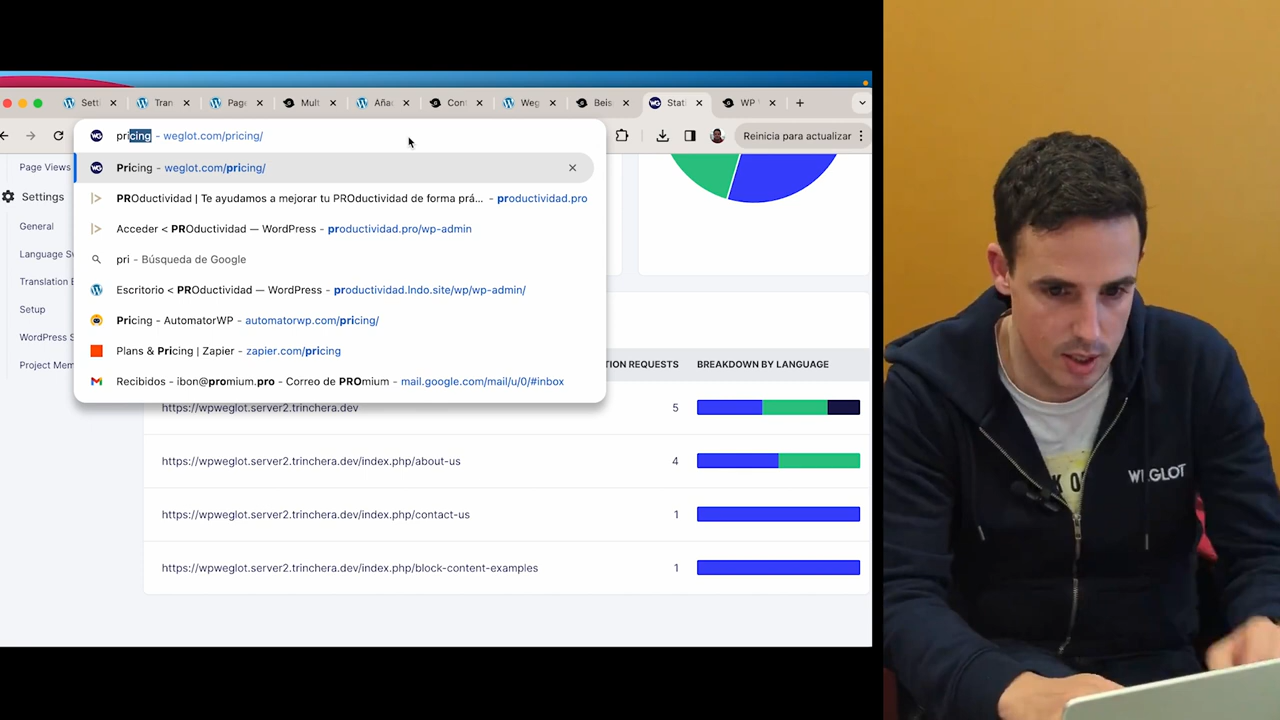 Setti
Tran
Page
Mult
Aña
Con
Weg
Beis
Stati
WP
pricing - weglot.com/pricing/
Reinicia para actualizar
Pricing - weglot.com/pricing/
PROductividad | Te ayudamos a mejorar tu PROductividad de forma prá... - productividad.pro
Acceder < PROductividad — WordPress - productividad.pro/wp-admin
pri - Búsqueda de Google
Escritorio < PROductividad — WordPress - productividad.lndo.site/wp/wp-admin/
Pricing - AutomatorWP - automatorwp.com/pricing/
Plans & Pricing | Zapier - zapier.com/pricing
Recibidos - ibon@promium.pro - Correo de PROmium - mail.google.com/mail/u/0/#inbox
Page Views
Settings
General
Language Sw
Translation E
Setup
WordPress S
Project Mem
TION REQUESTS
BREAKDOWN BY LANGUAGE
https://wpweglot.server2.trinchera.dev
5
https://wpweglot.server2.trinchera.dev/index.php/about-us
4
https://wpweglot.server2.trinchera.dev/index.php/contact-us
1
https://wpweglot.server2.trinchera.dev/index.php/block-content-examples
1
WEGLOT